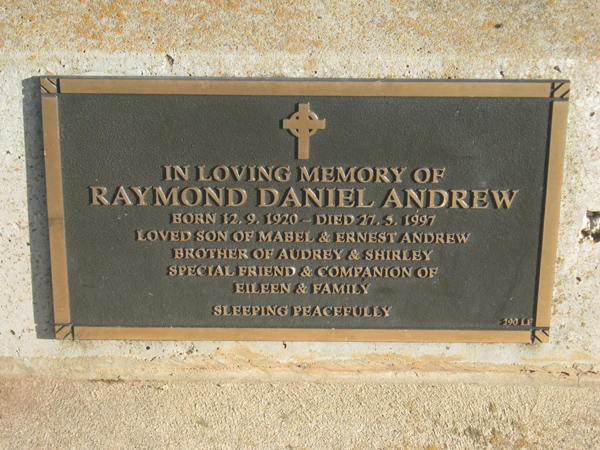 IN LOVING MEMORY OF
RAYMOND DANIEL ANDREW
BORN 12. 9. 1920 - DIED 27. 5. 1997
LOVED SON OF MABEL & ERNEST ANDREW
BROTHER OF AUDREY & SHIRLEY
SPECIAL FRIEND & COMPANION OF
EILEEN & FAMILY
SLEEPING PEACEFULLY